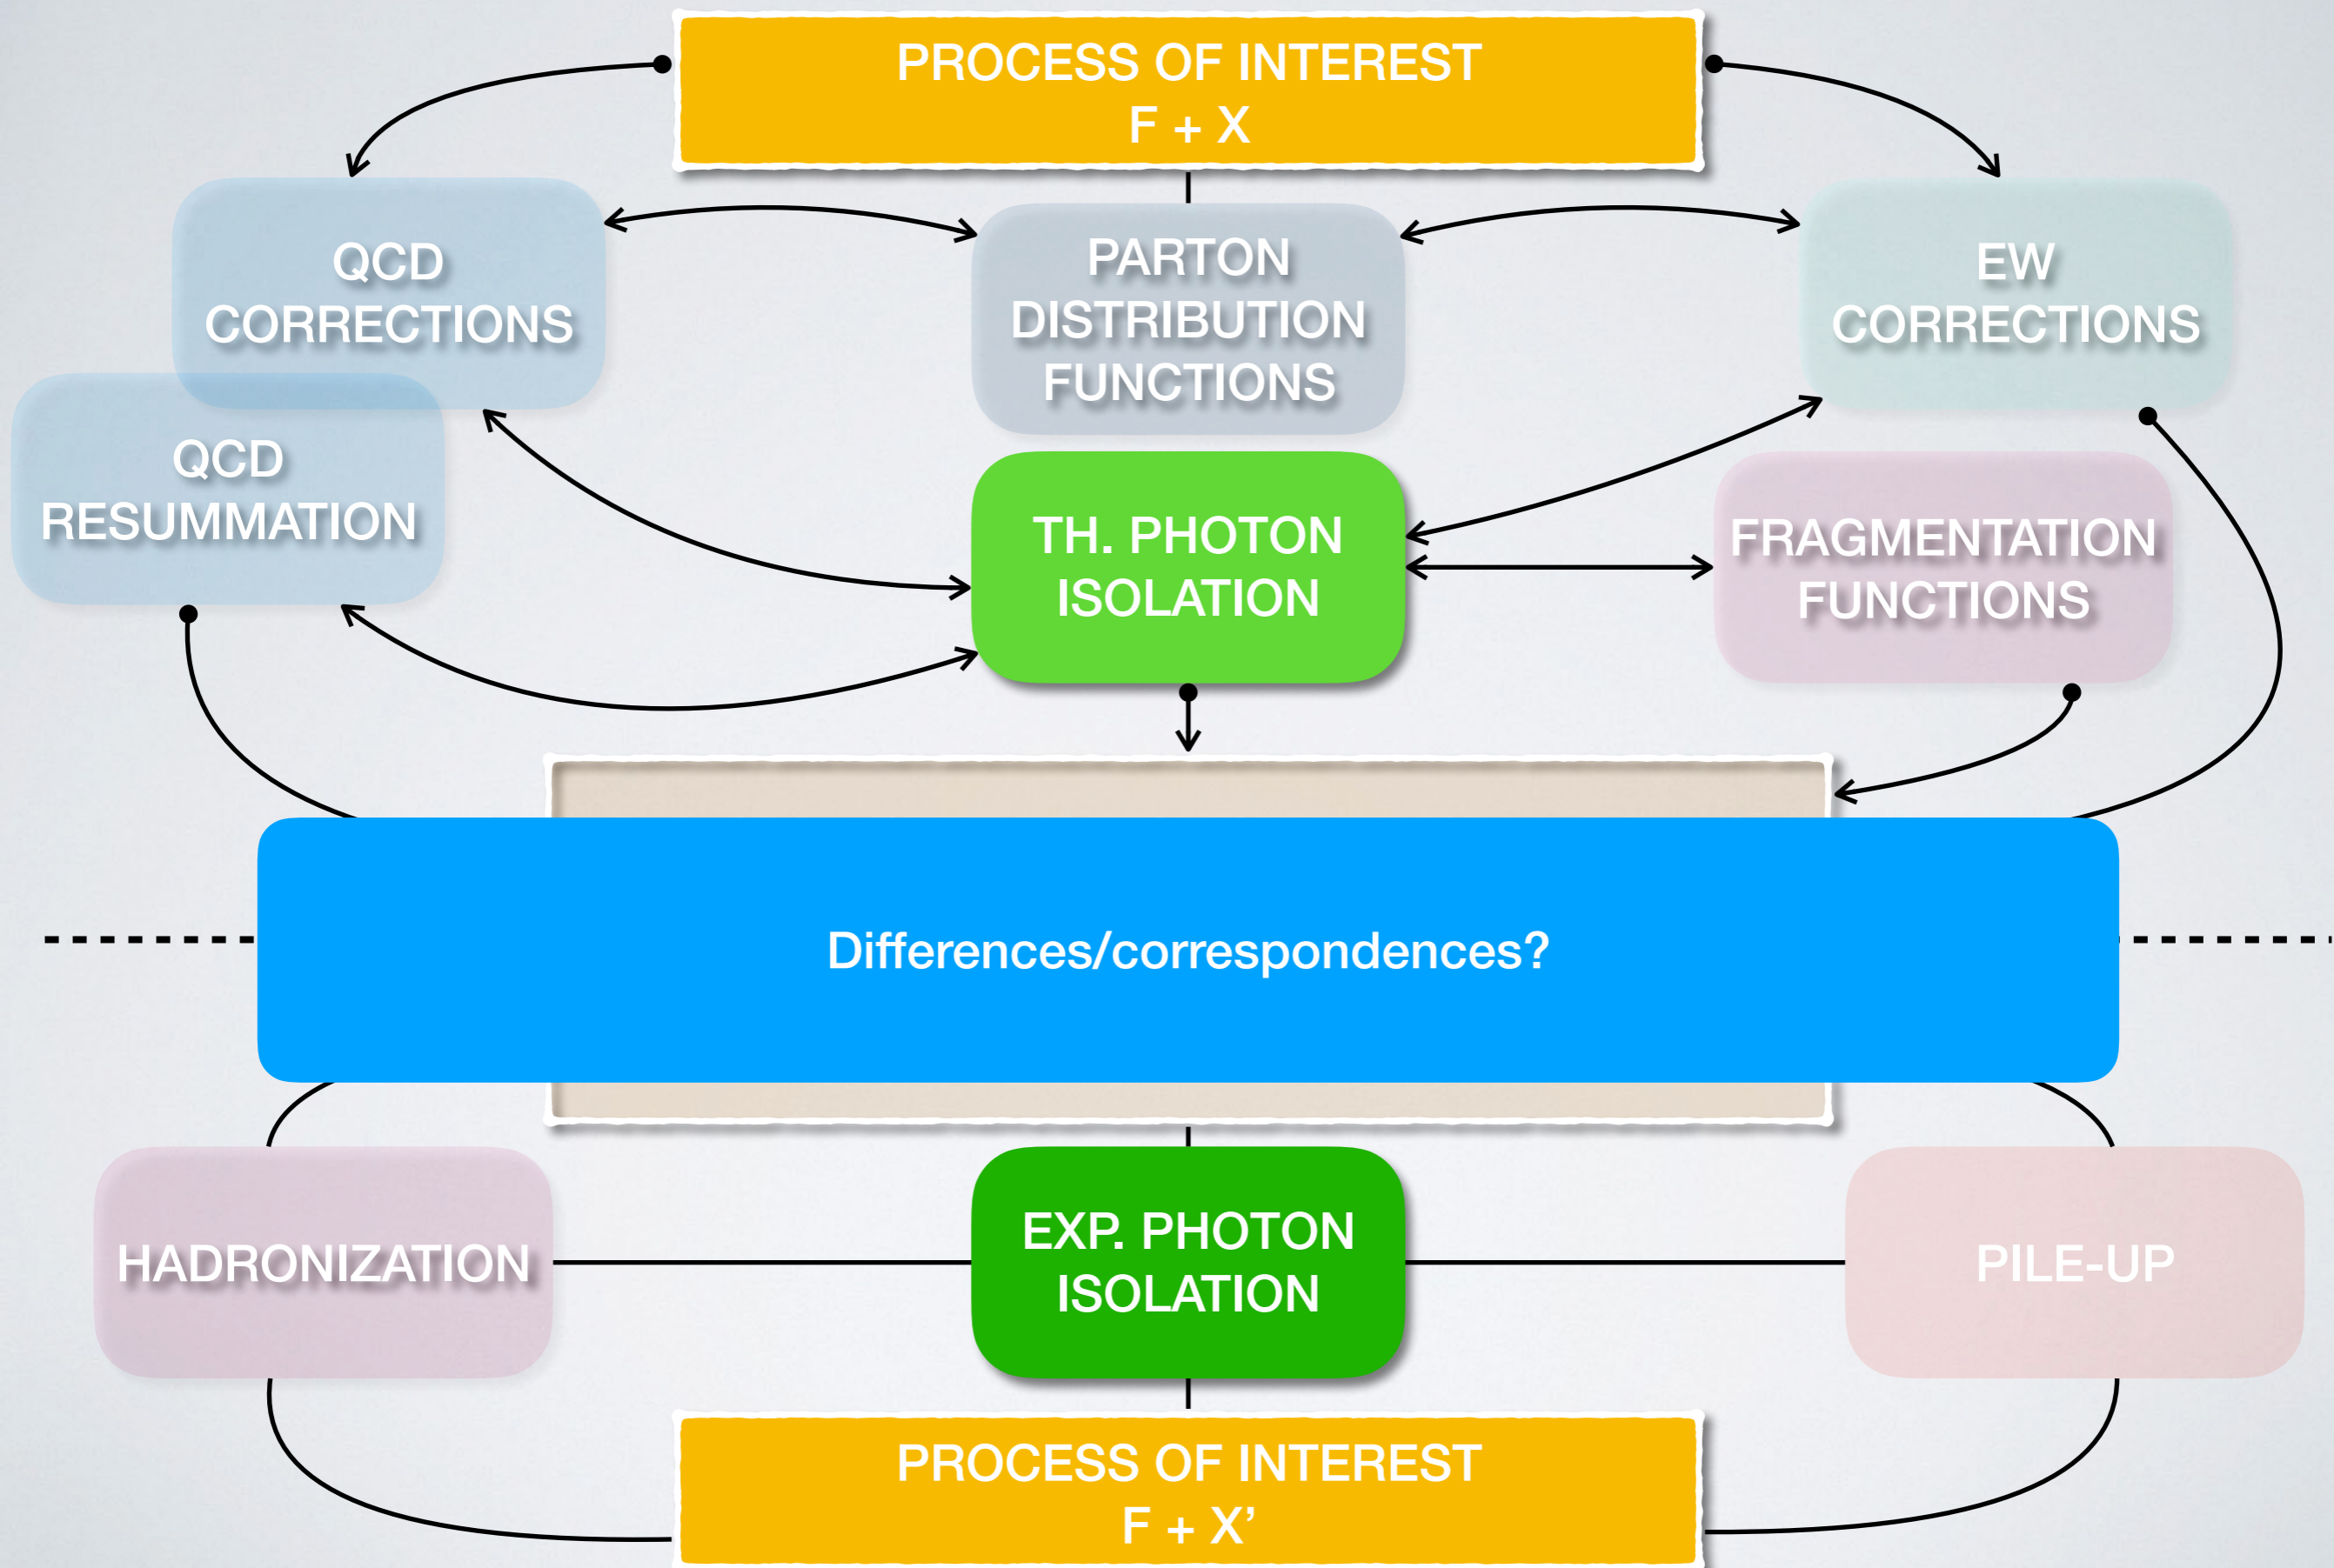 PROCESS OF INTEREST
F + X
QCD
CORRECTIONS
PARTON
DISTRIBUTION
FUNCTIONS
EW
CORRECTIONS
QCD
RESUMMATION
TH. PHOTON
ISOLATION
FRAGMENTATION
FUNCTIONS
Differences/correspondences?
HADRONIZATION
EXP. PHOTON
ISOLATION
PILE-UP
PROCESS OF INTEREST
F + X’